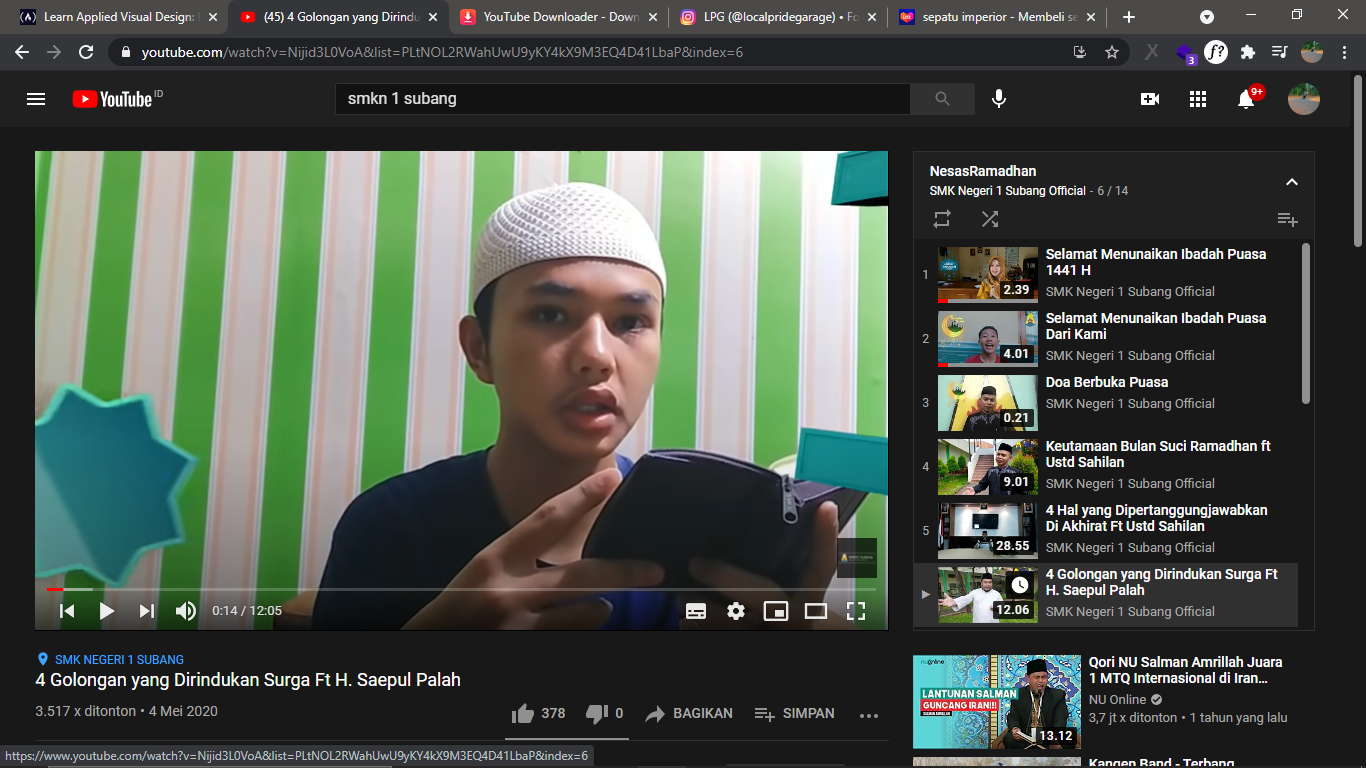 Learn Applied Visual Design:
(45) 4 Golongan yang Dirindu
YouTube Downloader - Down
LPG (@localpridegarage) • Fo
sepatu imperior - Membeli se
youtube.com/watch?v=Nijid3L0VoA&list=PLtNOL2RWahUwU9yKY4kX9M3EQ4D41LbaP&index=6
3
f?
YouTube ID
smkn 1 subang
9+
NesasRamadhan
SMK Negeri 1 Subang Official - 6 / 14
1
2.39
Selamat Menunaikan Ibadah Puasa
1441 H
SMK Negeri 1 Subang Official
2
4.01
Selamat Menunaikan Ibadah Puasa
Dari Kami
SMK Negeri 1 Subang Official
3
0.21
Doa Berbuka Puasa
SMK Negeri 1 Subang Official
4
9.01
Keutamaan Bulan Suci Ramadhan ft
Ustd Sahilan
SMK Negeri 1 Subang Official
5
28.55
4 Hal yang Dipertanggungjawabkan
Di Akhirat Ft Ustd Sahilan
SMK Negeri 1 Subang Official
12.06
4 Golongan yang Dirindukan Surga Ft
H. Saepul Palah
SMK Negeri 1 Subang Official
0:14 / 12:05
SMK NEGERI 1 SUBANG
4 Golongan yang Dirindukan Surga Ft H. Saepul Palah
3.517 x ditonton • 4 Mei 2020
378
0
BAGIKAN
SIMPAN
nuonline
LANTUNAN SALMAN
GUNCANG IRAN!!!
SALMAN AMRILLAH
13.12
Qori NU Salman Amrillah Juara
1 MTQ Internasional di Iran...
NU Online
3,7 jt x ditonton • 1 tahun yang lalu
Kangen Band - Terbang
https://www.youtube.com/watch?v=Nijid3L0VoA&list=PLtNOL2RWahUwU9yKY4kX9M3EQ4D41LbaP&index=6